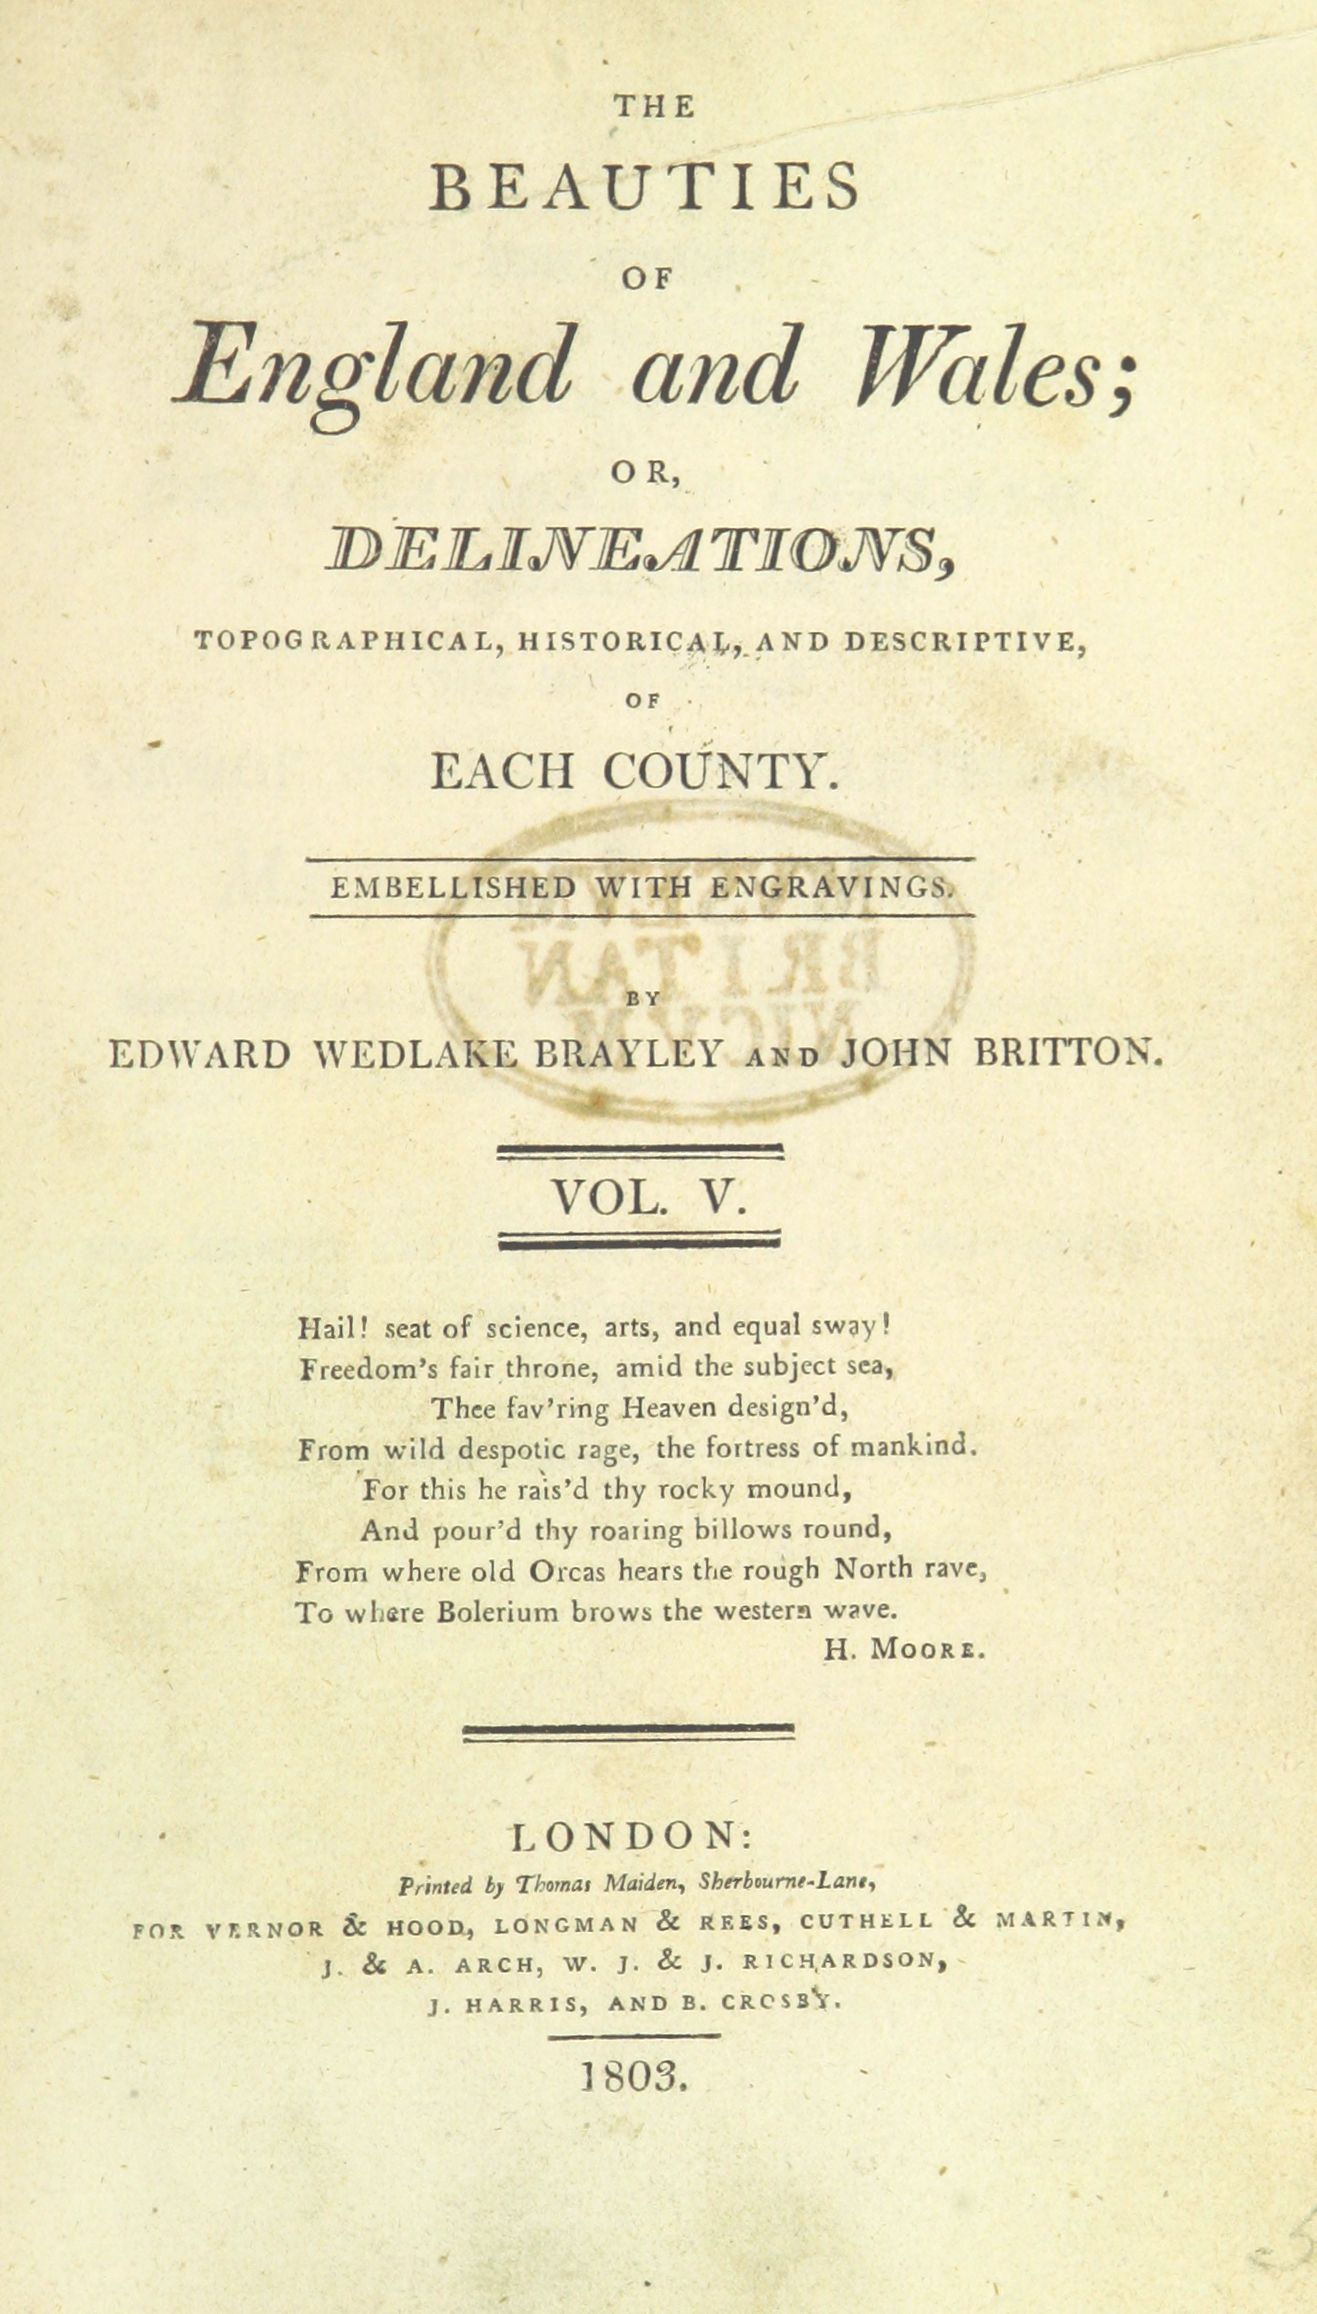 THE
BEAUTIES
OF
England and Wales;
OR,
DELINEATIONS,
TOPOGRAPHICAL, HISTORICAL, AND DESCRIPTIVE,
OF
EACH COUNTY.
EMBELLISHED WITH ENGRAVINGS.
BRITAN
NICVM
BY
EDWARD WEDLAKE BRAYLEY AND JOHN BRITTON.
VOL. V.
Hail! seat of science, arts, and equal sway!
Freedom's fair throne, amid the subject sea,
Thee fav'ring Heaven design'd,
From wild despotic rage, the fortress of mankind.
For this he rais'd thy rocky mound,
And pour'd thy roaring billows round,
From where old Orcas hears the rough North rave,
To where Bolerium brows the western wave.
H. MOORE.
LONDON:
Printed by Thomas Maiden, Sherbourne-Lane,
FOR VERNOR & HOOD, LONGMAN & REES, CUTHELL & MARTIN,
J. & A. ARCH, W. J. & J. RICHARDSON,
J. HARRIS, AND B. CROSBY.
1803.